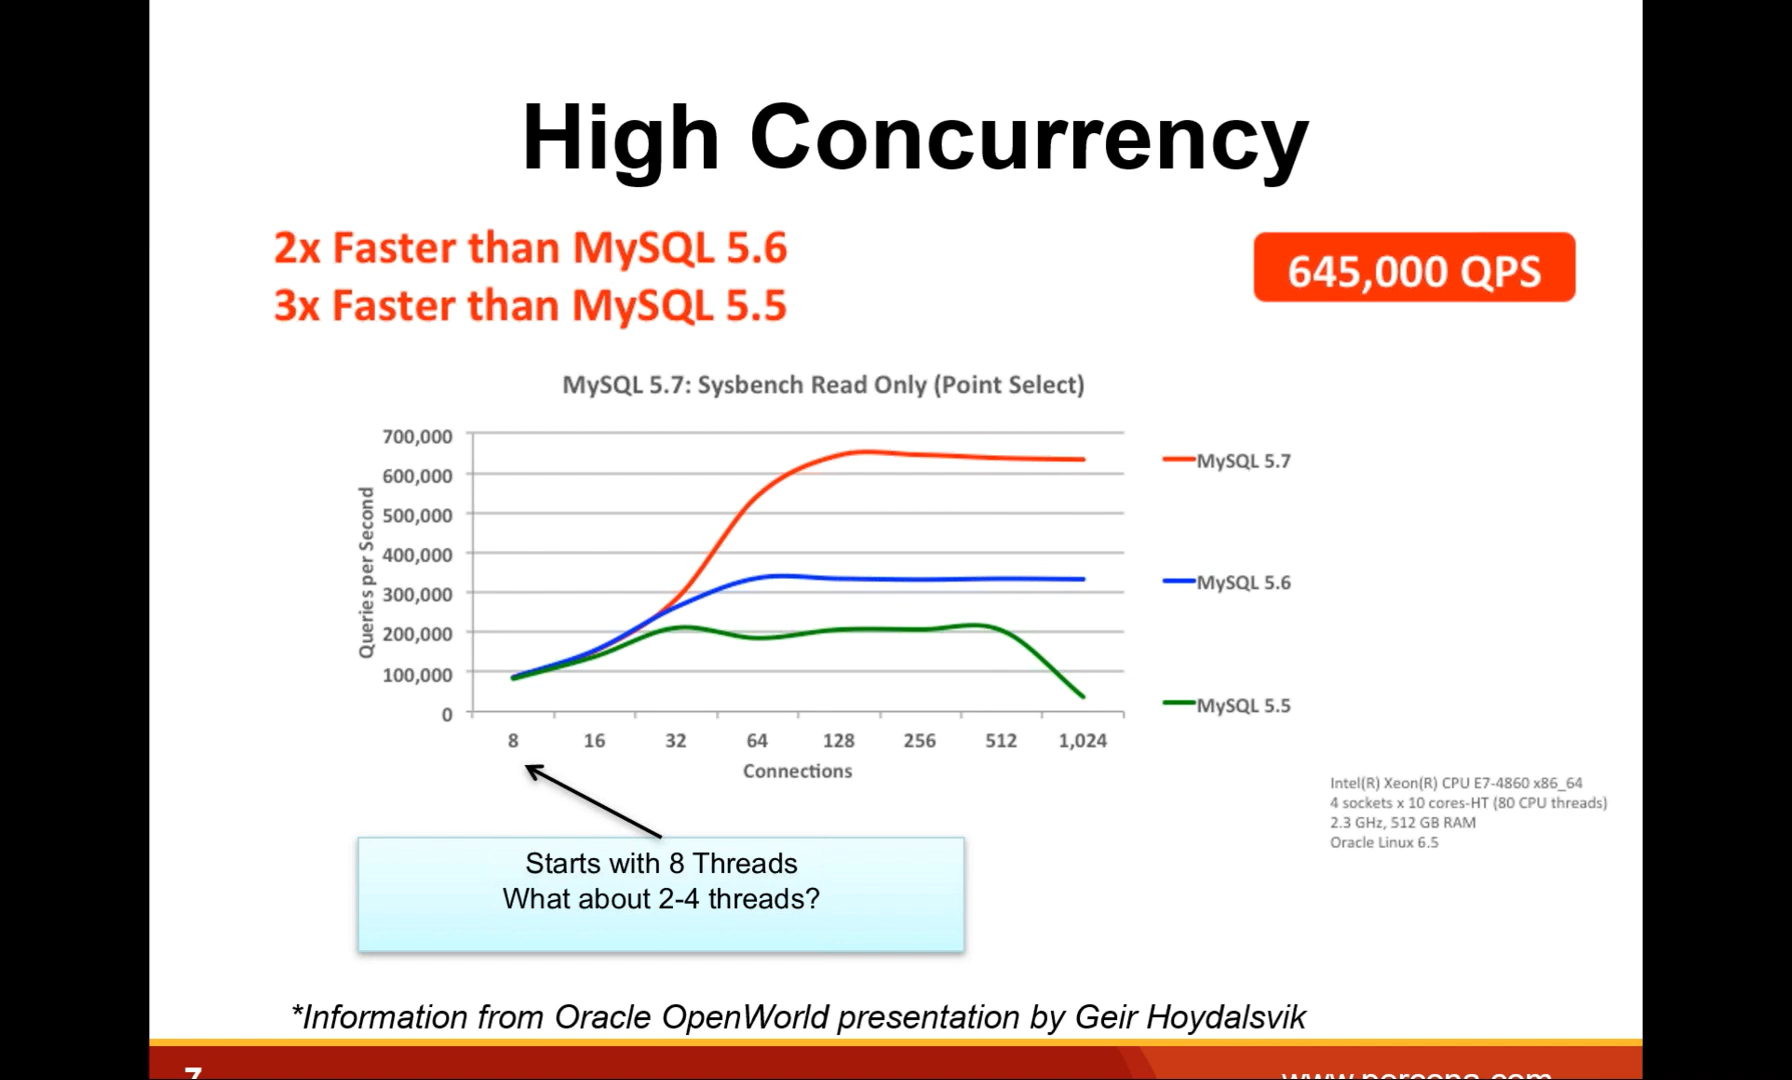 High Concurrency
2x Faster than MySQL 5.6
3x Faster than MySQL 5.5
645,000 QPS
MySQL 5.7: Sysbench Read Only (Point Select)
Queries per Second
700,000
600,000
500,000
400,000
300,000
200,000
100,000
0
8 16 32 64 128 256 512 1,024
Connections
MySQL 5.7
MySQL 5.6
MySQL 5.5
Intel(R) Xeon(R) CPU E7-4860 x86_64
4 sockets x 10 cores-HT (80 CPU threads)
2.3 GHz, 512 GB RAM
Oracle Linux 6.5
Starts with 8 Threads
What about 2-4 threads?
*Information from Oracle OpenWorld presentation by Geir Hoydalsvik
7
www.percona.com